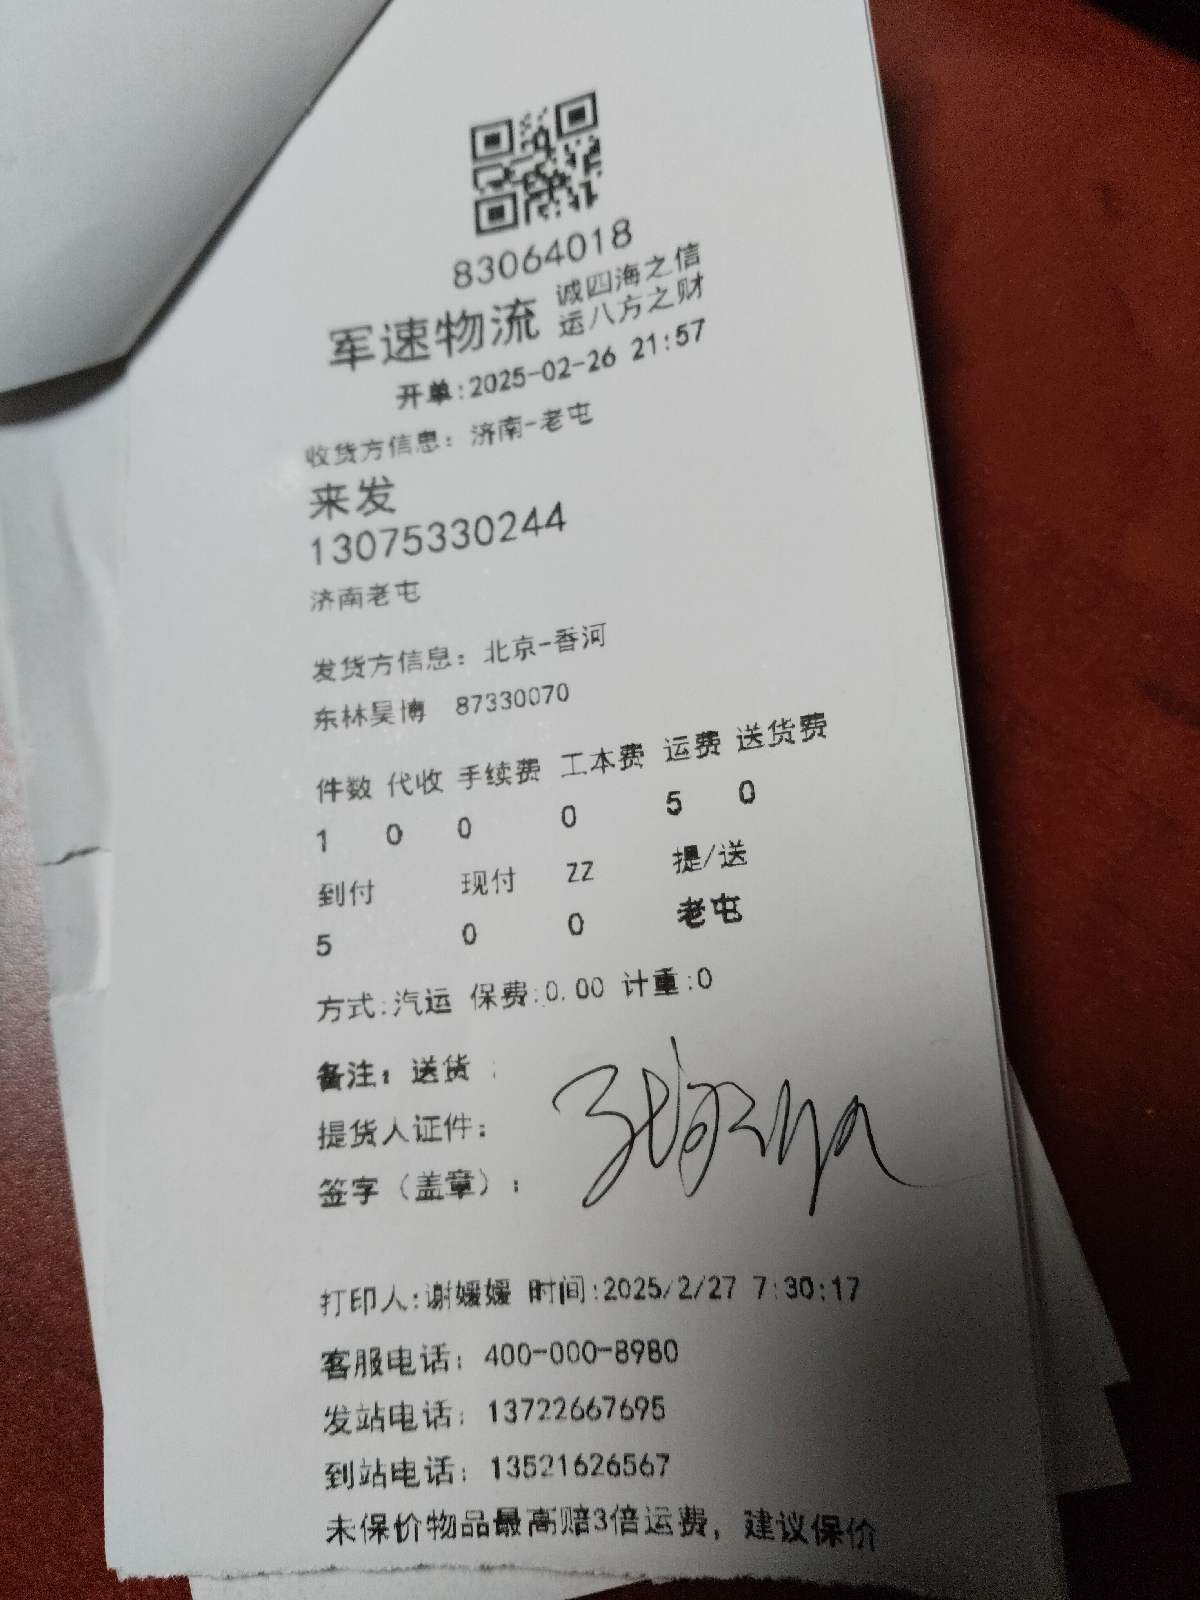 83064018
军速物流 诚四海之信
运八方之财
开单:2025-02-26 21:57
收货方信息: 济南-老屯
来发
13075330244
济南老屯
发货方信息: 北京-香河
东林昊博 87330070
件数 代收 手续费 工本费 运费 送货费
1 0 0 0 5 0
到付 现付 ZZ 提/送
5 0 0 老屯
方式:汽运 保费:0.00 计重:0
备注: 送货 :
提货人证件:
签字（盖章）:
打印人:谢媛媛 时间:2025/2/27 7:30:17
客服电话: 400-000-8980
发站电话: 13722667695
到站电话: 13521626567
未保价物品最高赔3倍运费, 建议保价